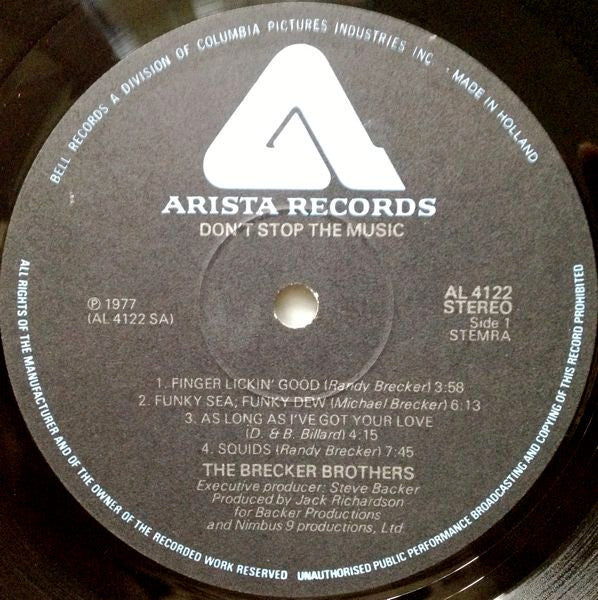 BELL RECORDS A DIVISION OF COLUMBIA PICTURES INDUSTRIES INC. · MADE IN HOLLAND
ARISTA RECORDS
DON'T STOP THE MUSIC
℗ 1977
(AL 4122 SA)
AL 4122
STEREO
Side 1
STEMRA
1. FINGER LICKIN' GOOD (Randy Brecker) 3:58
2. FUNKY SEA, FUNKY DEW (Michael Brecker) 6:13
3. AS LONG AS I'VE GOT YOUR LOVE
(D. & B. Billard) 4:15
4. SQUIDS (Randy Brecker) 7:45
THE BRECKER BROTHERS
Executive producer: Steve Backer
Produced by Jack Richardson
for Backer Productions
and Nimbus 9 productions, Ltd.
ALL RIGHTS OF THE MANUFACTURER AND OF THE OWNER OF THE RECORDED WORK RESERVED UNAUTHORISED PUBLIC PERFORMANCE BROADCASTING AND COPYING OF THIS RECORD PROHIBITED